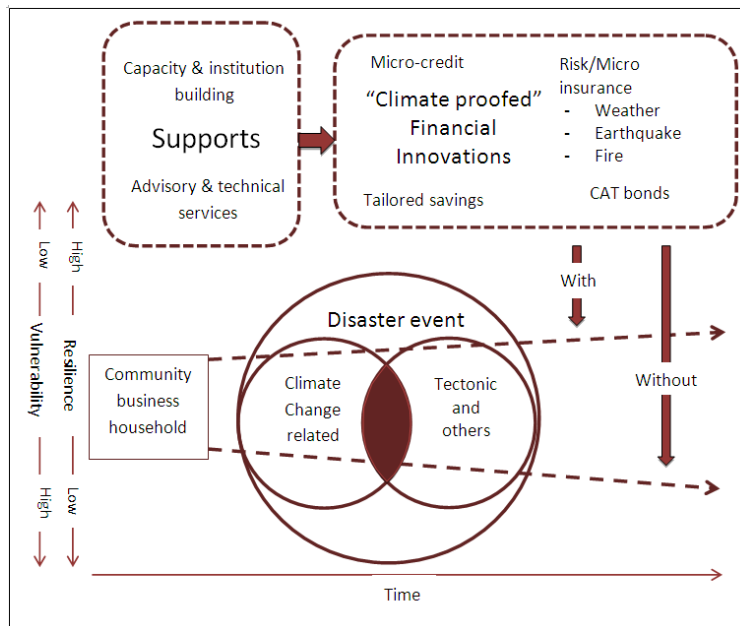 Capacity & institution
building
Supports
Advisory & technical
services
Micro-credit
"Climate proofed"
Financial
Innovations
Tailored savings
Risk/Micro
insurance
- Weather
- Earthquake
- Fire
CAT bonds
With
Without
Low
Vulnerability
High
High
Resilience
Low
Community
business
household
Disaster event
Climate
Change
related
Tectonic
and
others
Time